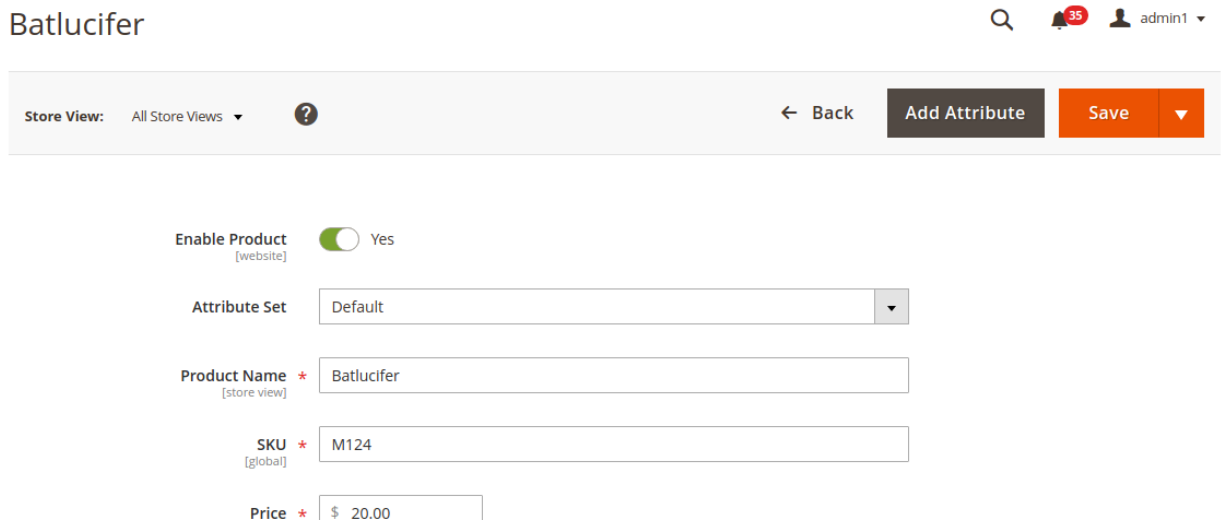 Batlucifer
35
admin1
Store View: All Store Views ?
Back
Add Attribute
Save
Enable Product Yes
[website]
Attribute Set Default
Product Name * Batlucifer
[store view]
SKU * M124
[global]
Price * $ 20.00